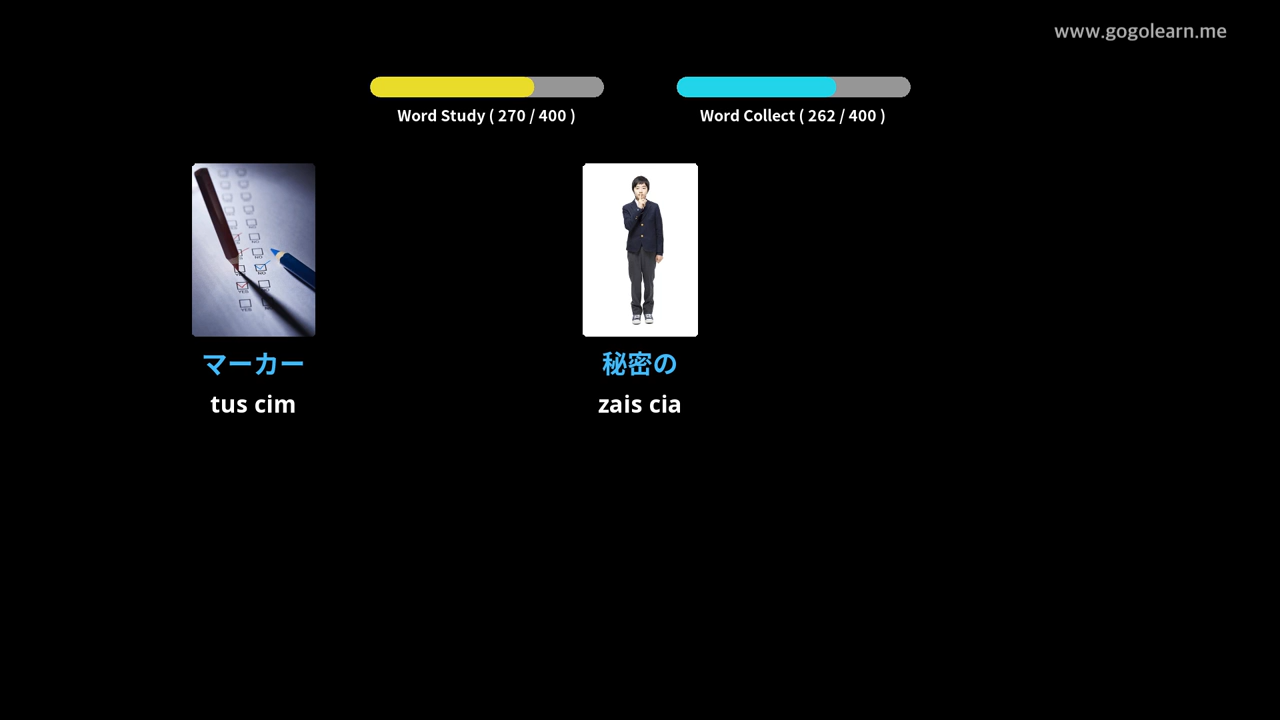 www.gogolearn.me
Word Study ( 270 / 400 )
Word Collect ( 262 / 400 )
マーカー
秘密の
tus cim
zais cia